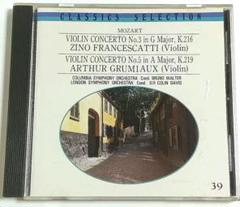 CLASSICS SELECTION
MOZART
VIOLIN CONCERTO No.3 in G Major, K.216
ZINO FRANCESCATTI (Violin)
VIOLIN CONCERTO No.5 in A Major, K.219
ARTHUR GRUMIAUX (Violin)
COLUMBIA SYMPHONY ORCHESTRA Cond. BRUNO WALTER
LONDON SYMPHONY ORCHESTRA Cond. SIR COLIN DAVIS
39